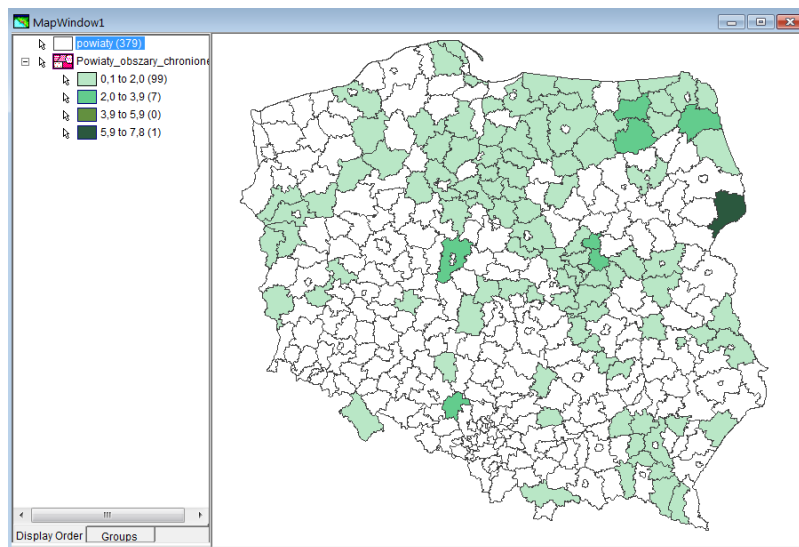 MapWindow1
powiaty (379)
Powiaty_obszary_chronione
0,1 to 2,0 (99)
2,0 to 3,9 (7)
3,9 to 5,9 (0)
5,9 to 7,8 (1)
Display Order Groups